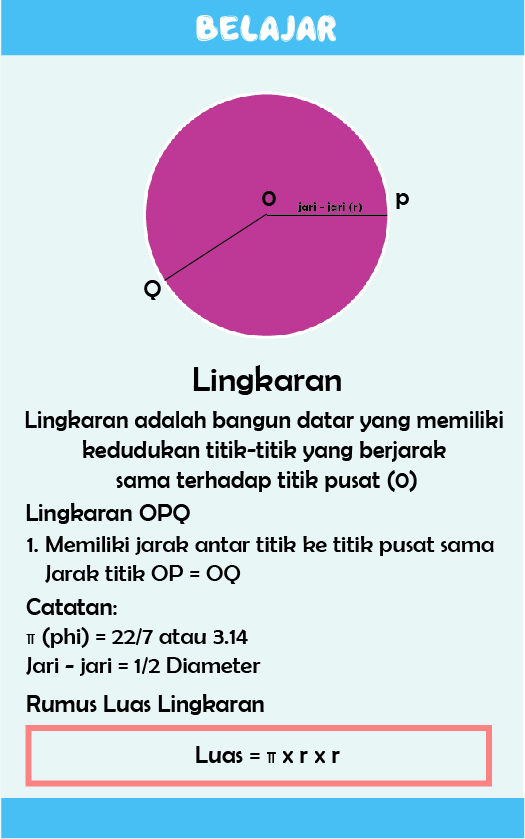 BELAJAR
O
jari - jari (r)
P
Q
Lingkaran
Lingkaran adalah bangun datar yang memiliki
kedudukan titik-titik yang berjarak
sama terhadap titik pusat (O)
Lingkaran OPQ
1. Memiliki jarak antar titik ke titik pusat sama
Jarak titik OP = OQ
Catatan:
π (phi) = 22/7 atau 3.14
Jari - jari = 1/2 Diameter
Rumus Luas Lingkaran
Luas = π x r x r